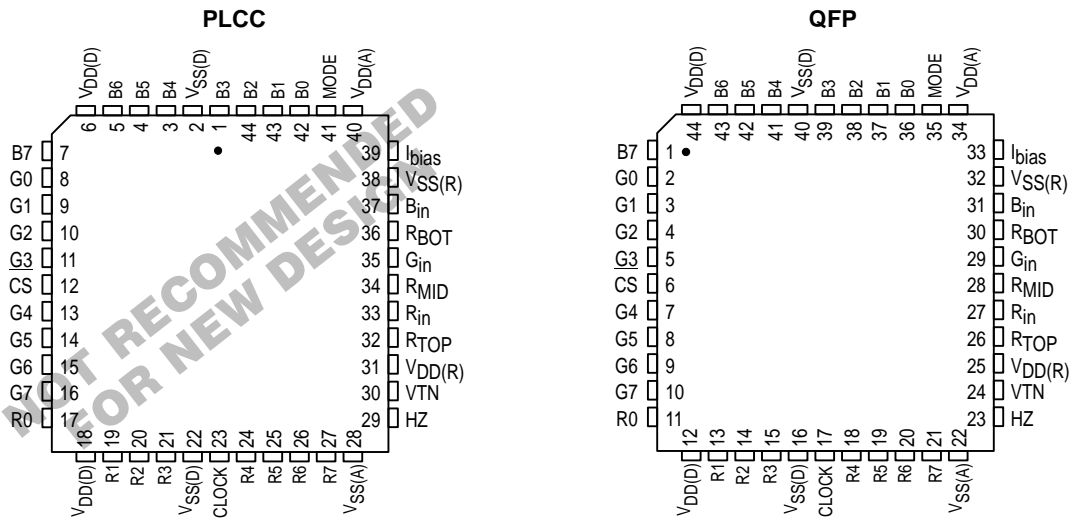 PLCC
VDD(D) B6 B5 B4 VSS(D) B3 B2 B1 B0 MODE VDD(A)
6 5 4 3 2 1 44 43 42 41 40
B7 7 39 Ibias
G0 8 38 VSS(R)
G1 9 37 Bin
G2 10 36 RBOT
G3 11 35 Gin
CS 12 34 RMID
G4 13 33 Rin
G5 14 32 RTOP
G6 15 31 VDD(R)
G7 16 30 VTN
R0 17 29 HZ
18 19 20 21 22 23 24 25 26 27 28
VDD(D) R1 R2 R3 VSS(D) CLOCK R4 R5 R6 R7 VSS(A)
NOT RECOMMENDED
FOR NEW DESIGN
QFP
VDD(D) B6 B5 B4 VSS(D) B3 B2 B1 B0 MODE VDD(A)
44 43 42 41 40 39 38 37 36 35 34
B7 1 33 Ibias
G0 2 32 VSS(R)
G1 3 31 Bin
G2 4 30 RBOT
G3 5 29 Gin
CS 6 28 RMID
G4 7 27 Rin
G5 8 26 RTOP
G6 9 25 VDD(R)
G7 10 24 VTN
R0 11 23 HZ
12 13 14 15 16 17 18 19 20 21 22
VDD(D) R1 R2 R3 VSS(D) CLOCK R4 R5 R6 R7 VSS(A)